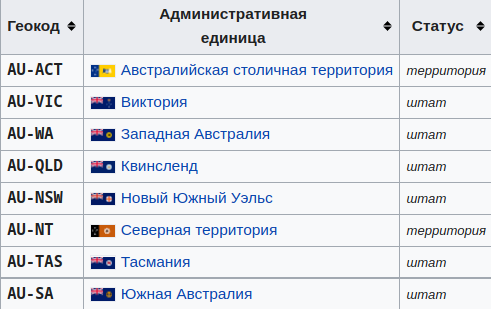 Геокод Административная единица Статус
AU-ACT Австралийская столичная территория территория
AU-VIC Виктория штат
AU-WA Западная Австралия штат
AU-QLD Квинсленд штат
AU-NSW Новый Южный Уэльс штат
AU-NT Северная территория территория
AU-TAS Тасмания штат
AU-SA Южная Австралия штат